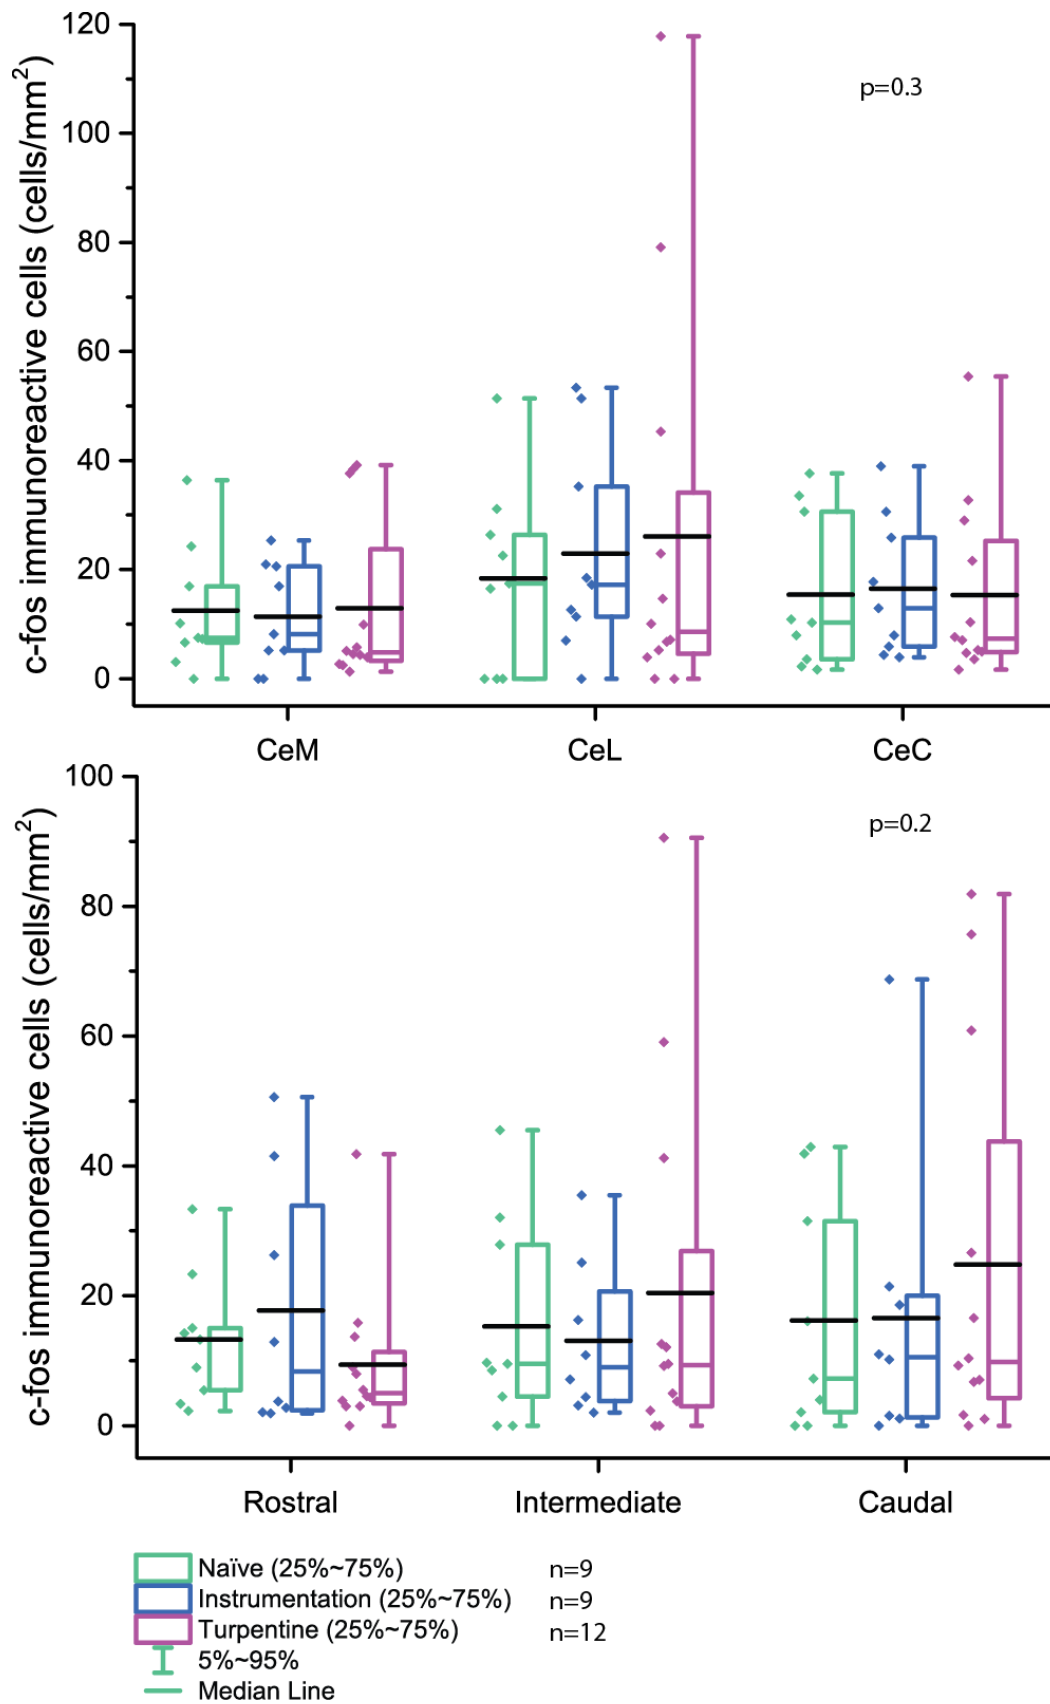 120
100
80
60
40
20
0
c-fos immunoreactive cells (cells/mm²)
p=0.3
CeM CeL CeC
100
80
60
40
20
0
c-fos immunoreactive cells (cells/mm²)
p=0.2
Rostral Intermediate Caudal
Naïve (25%~75%) n=9
Instrumentation (25%~75%) n=9
Turpentine (25%~75%) n=12
5%~95%
Median Line